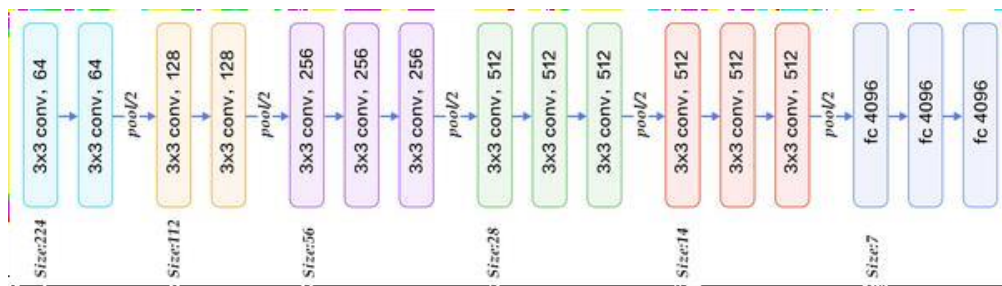 3x3 conv, 64
3x3 conv, 64
pool/2
3x3 conv, 128
3x3 conv, 128
pool/2
3x3 conv, 256
3x3 conv, 256
3x3 conv, 256
pool/2
3x3 conv, 512
3x3 conv, 512
3x3 conv, 512
pool/2
3x3 conv, 512
3x3 conv, 512
3x3 conv, 512
pool/2
fc 4096
fc 4096
fc 4096
Size:224
Size:112
Size:56
Size:28
Size:14
Size:7